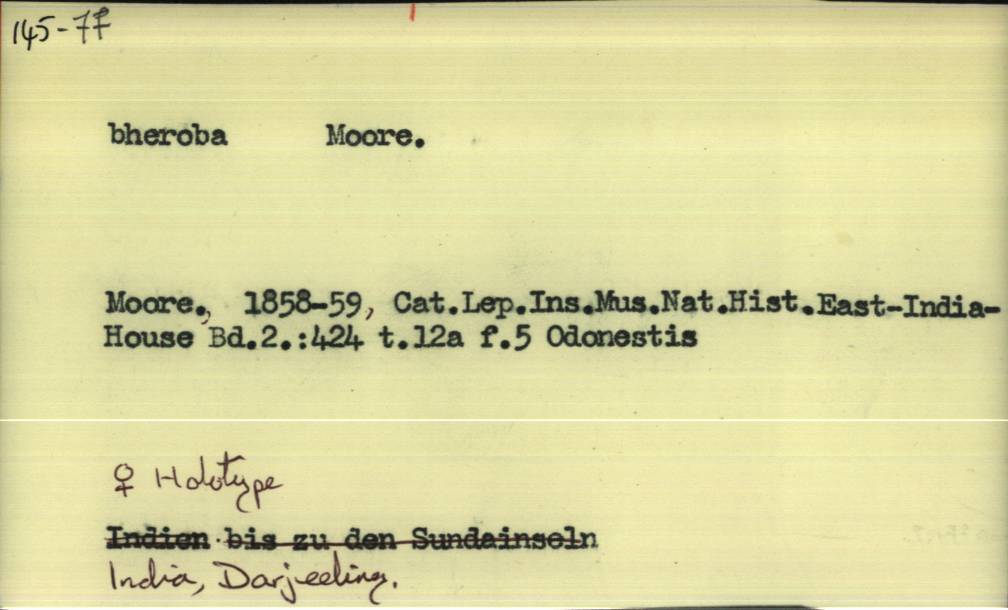 145-77
bheroba Moore.
Moore., 1858-59, Cat.Lep.Ins.Mus.Nat.Hist.East-India-
House Bd.2.:424 t.12a f.5 Odonestis
♀ Holotype
Indien bis zu den Sundainseln
India, Darjeeling.